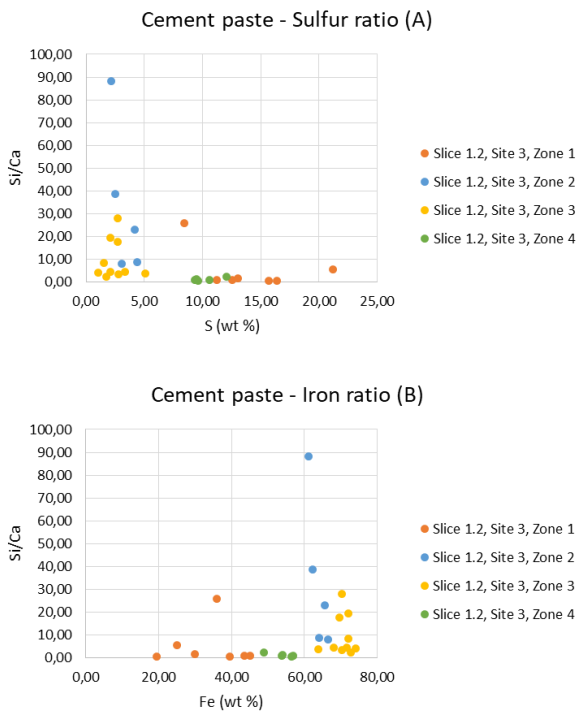 Cement paste - Sulfur ratio (A)
100,00
90,00
80,00
70,00
60,00
50,00
40,00
30,00
20,00
10,00
0,00
Si/Ca
0,00 5,00 10,00 15,00 20,00 25,00
S (wt %)
Slice 1.2, Site 3, Zone 1
Slice 1.2, Site 3, Zone 2
Slice 1.2, Site 3, Zone 3
Slice 1.2, Site 3, Zone 4
Cement paste - Iron ratio (B)
100,00
90,00
80,00
70,00
60,00
50,00
40,00
30,00
20,00
10,00
0,00
Si/Ca
0,00 20,00 40,00 60,00 80,00
Fe (wt %)
Slice 1.2, Site 3, Zone 1
Slice 1.2, Site 3, Zone 2
Slice 1.2, Site 3, Zone 3
Slice 1.2, Site 3, Zone 4